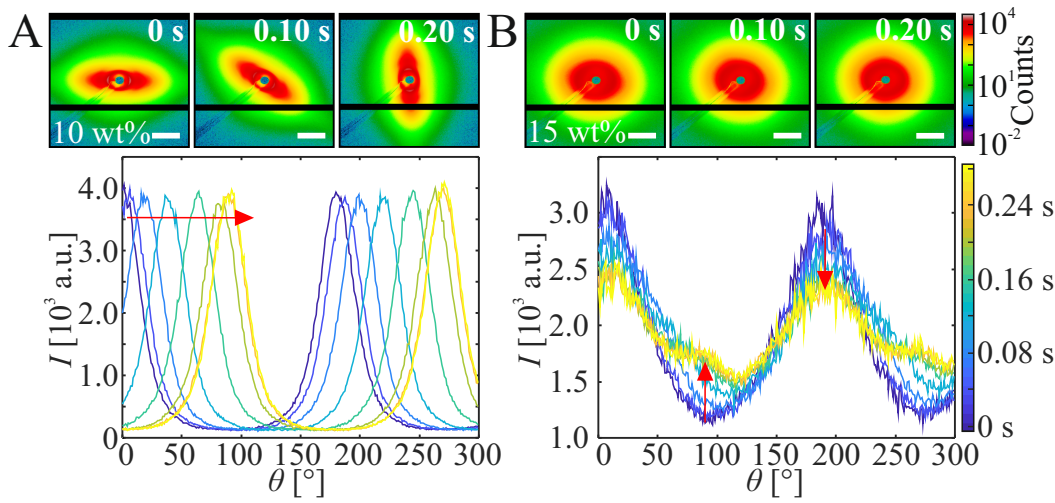 A
0 s
0.10 s
0.20 s
10 wt%
B
0 s
0.10 s
0.20 s
15 wt%
10⁴
10¹
10⁻²
Counts
4.0
3.0
2.0
4.0
0
I [10³ a.u.]
0 50 100 150 200 250 300
θ [°]
3.0
2.5
2.0
1.5
1.0
I [10³ a.u.]
0 50 100 150 200 250 300
θ [°]
0.24 s
0.16 s
0.08 s
0 s